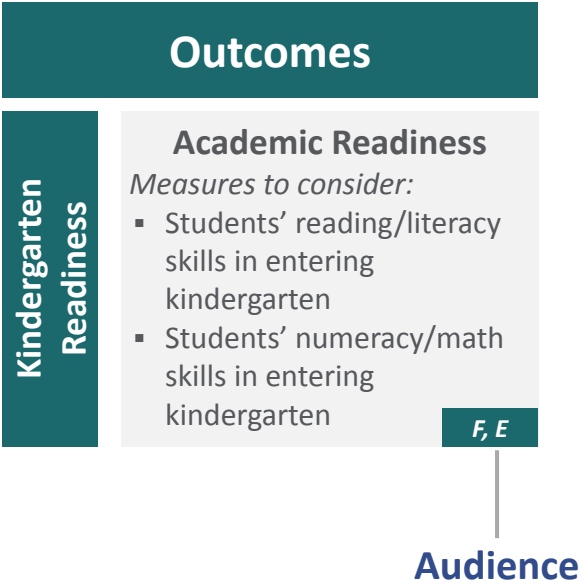 Outcomes
Kindergarten
Readiness
Academic Readiness
Measures to consider:
▪ Students’ reading/literacy
skills in entering
kindergarten
▪ Students’ numeracy/math
skills in entering
kindergarten
F, E
Audience